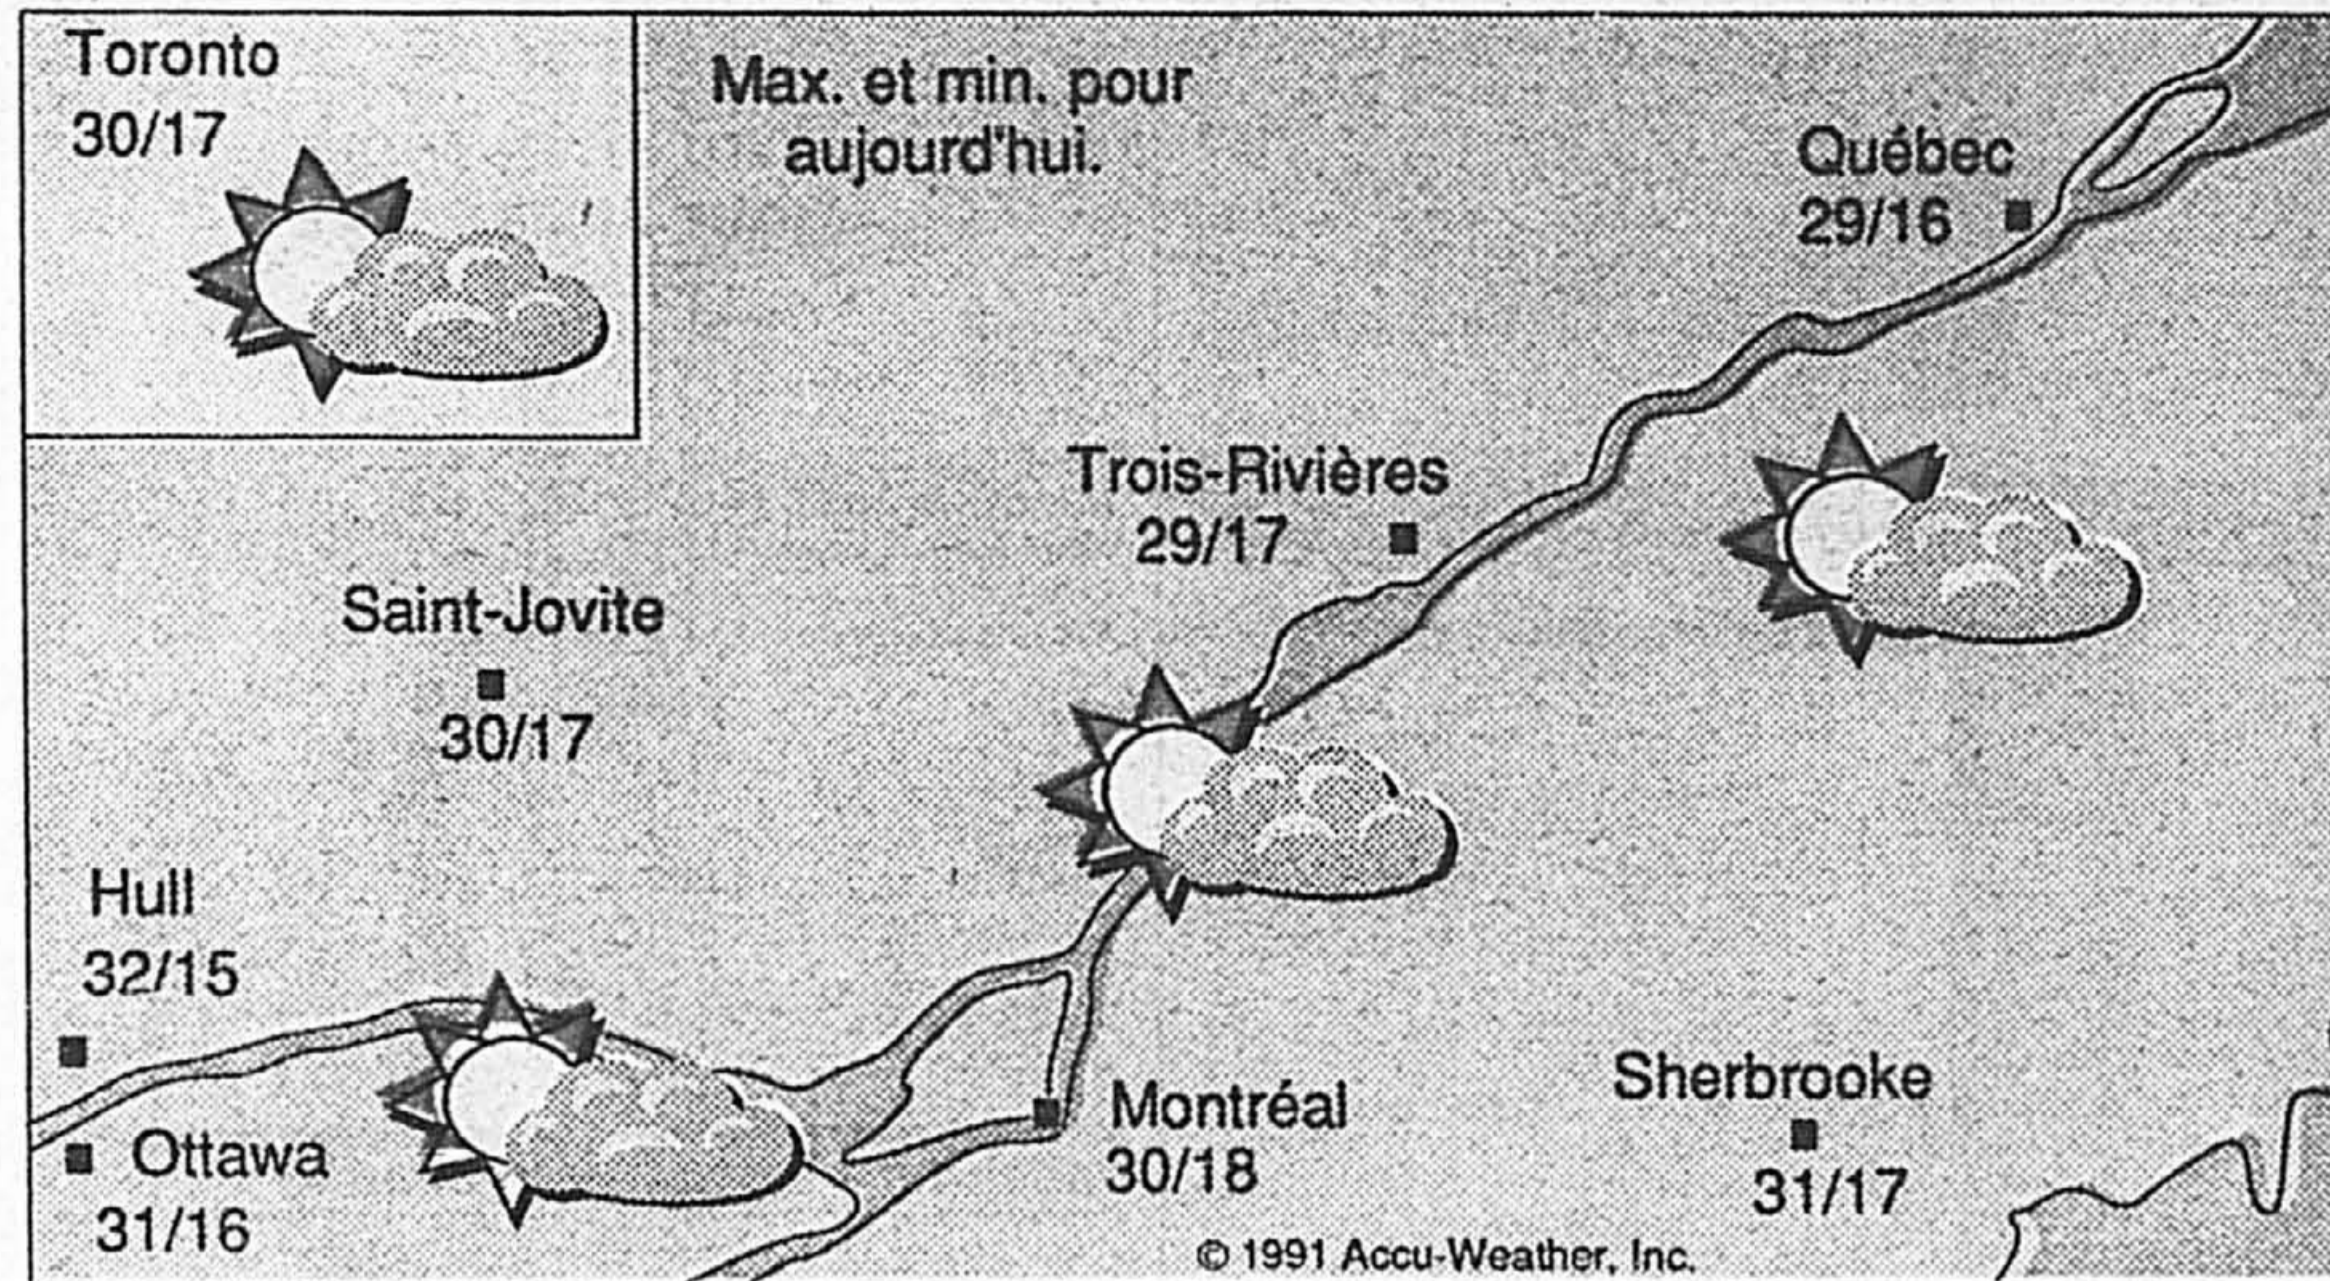 Toronto
30/17
Max. et min. pour
aujourd'hui.
Québec
29/16
Trois-Rivières
29/17
Saint-Jovite
30/17
Hull
32/15
Ottawa
31/16
Montréal
30/18
Sherbrooke
31/17
© 1991 Accu-Weather, Inc.